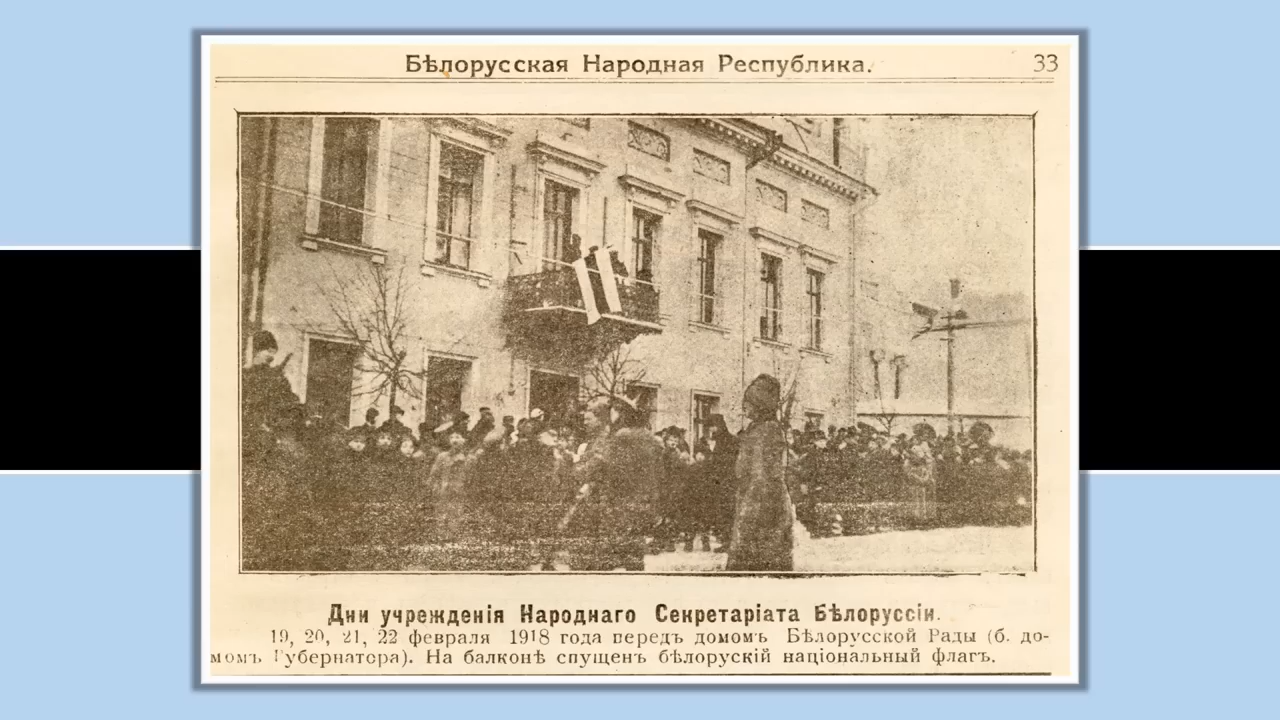 Бѣлорусская Народная Республика.
33
Дни учрежденія Народнаго Секретаріата Бѣлоруссіи.
19, 20, 21, 22 февраля 1918 года передъ домомъ Бѣлорусской Рады (б. до-
момъ Губернатора). На балконѣ спущенъ бѣлорускій національный флагъ.